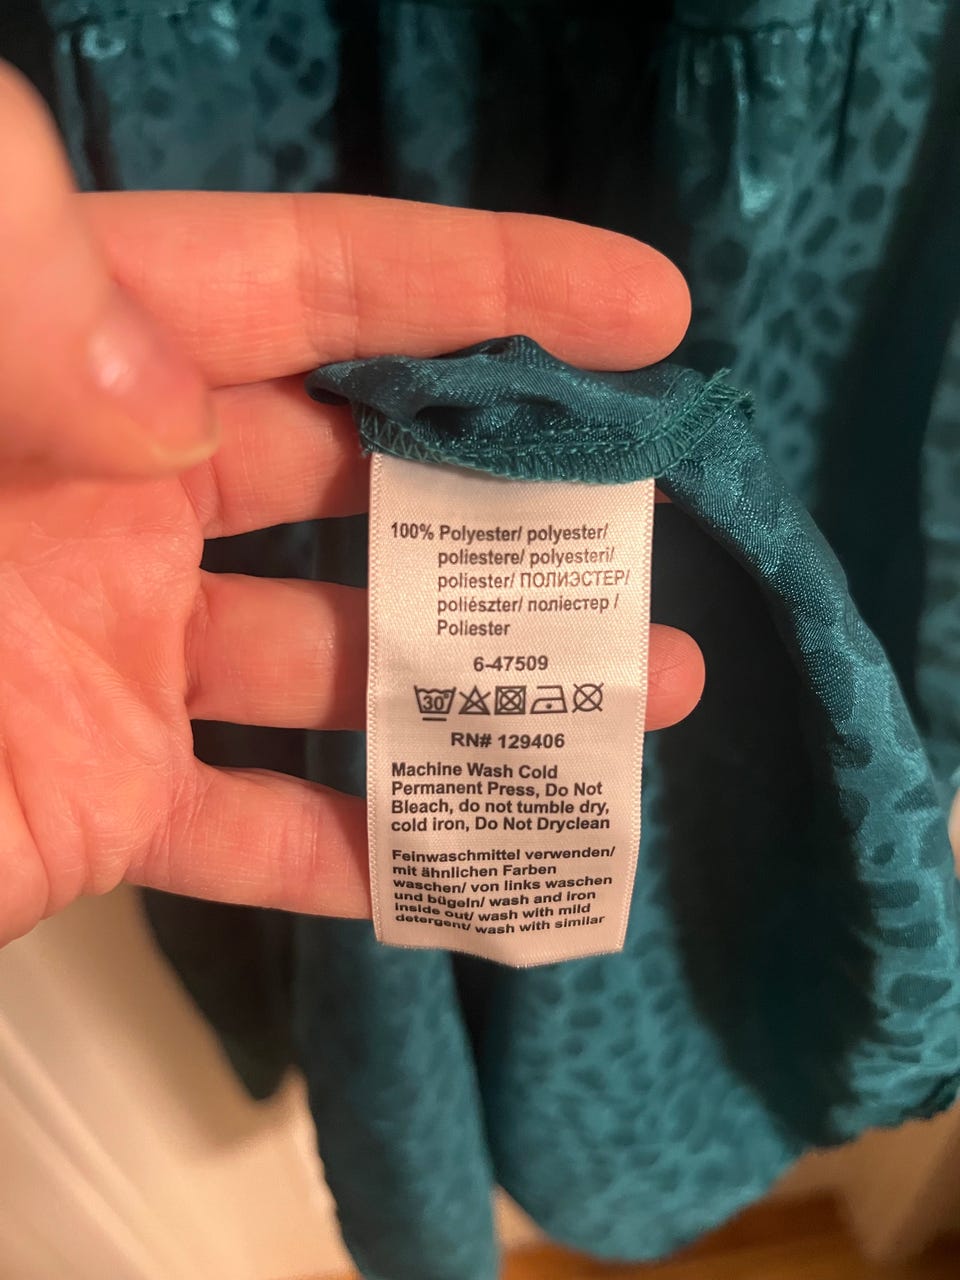 100% Polyester/ polyester/
poliestere/ polyesteri/
poliester/ ПОЛИЭСТЕР/
poliészter/ поліестер /
Poliester
6-47509
30°
RN# 129406
Machine Wash Cold
Permanent Press, Do Not
Bleach, do not tumble dry,
cold iron, Do Not Dryclean
Feinwaschmittel verwenden/
mit ähnlichen Farben
waschen/ von links waschen
und bügeln/ wash and iron
inside out/ wash with mild
detergent/ wash with similar